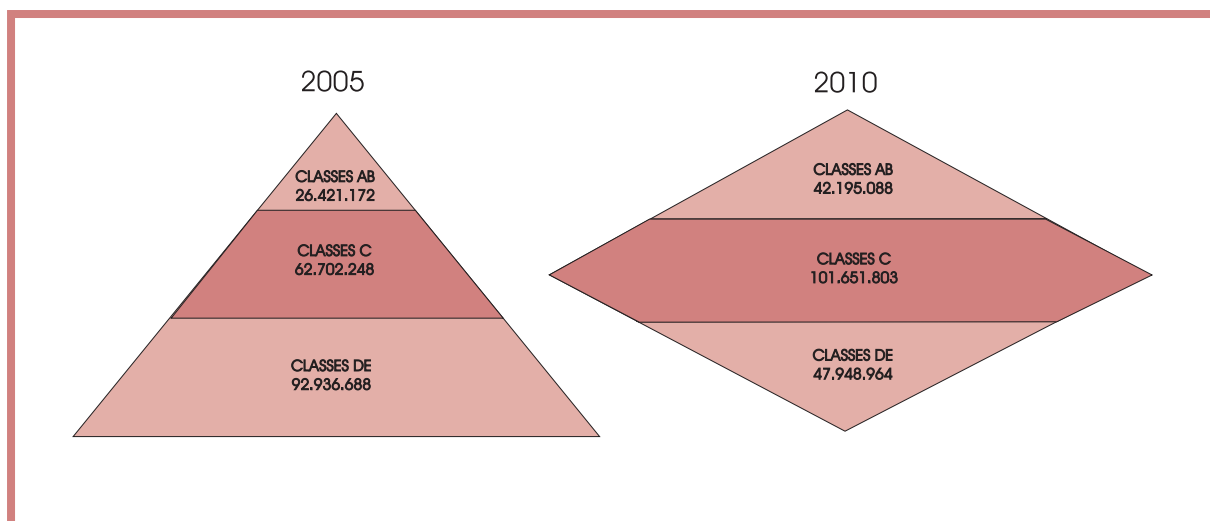 2005
CLASSES AB
26.421.172
CLASSES C
62.702.248
CLASSES DE
92.936.688
2010
CLASSES AB
42.195.088
CLASSES C
101.651.803
CLASSES DE
47.948.964